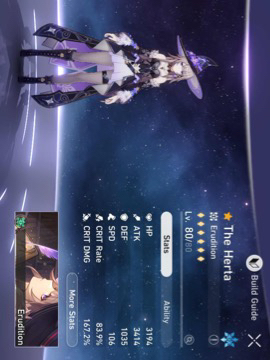 Build Guide
The Herta
Erudition
Lv. 80/80
Stats
Ability
HP 3194
ATK 3414
DEF 1035
SPD 106
CRIT Rate 83.9%
CRIT DMG 167.2%
More Stats
Erudition